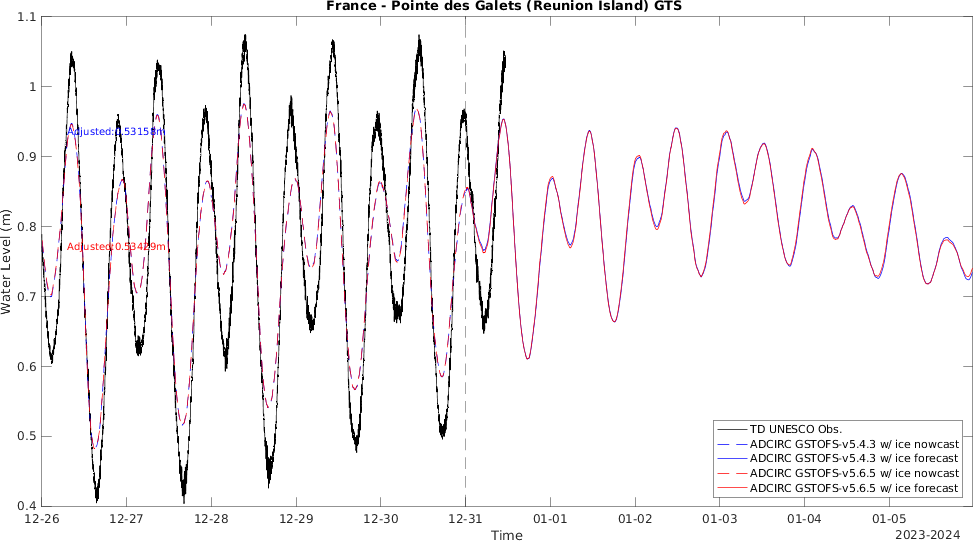 France - Pointe des Galets (Reunion Island) GTS
1.1
1
0.9
0.8
0.7
0.6
0.5
0.4
Water Level (m)
Adjusted:0.53158m
Adjusted:0.53429m
TD UNESCO Obs.
ADCIRC GSTOFS-v5.4.3 w/ ice nowcast
ADCIRC GSTOFS-v5.4.3 w/ ice forecast
ADCIRC GSTOFS-v5.6.5 w/ ice nowcast
ADCIRC GSTOFS-v5.6.5 w/ ice forecast
12-26 12-27 12-28 12-29 12-30 12-31 01-01 01-02 01-03 01-04 01-05
Time
2023-2024